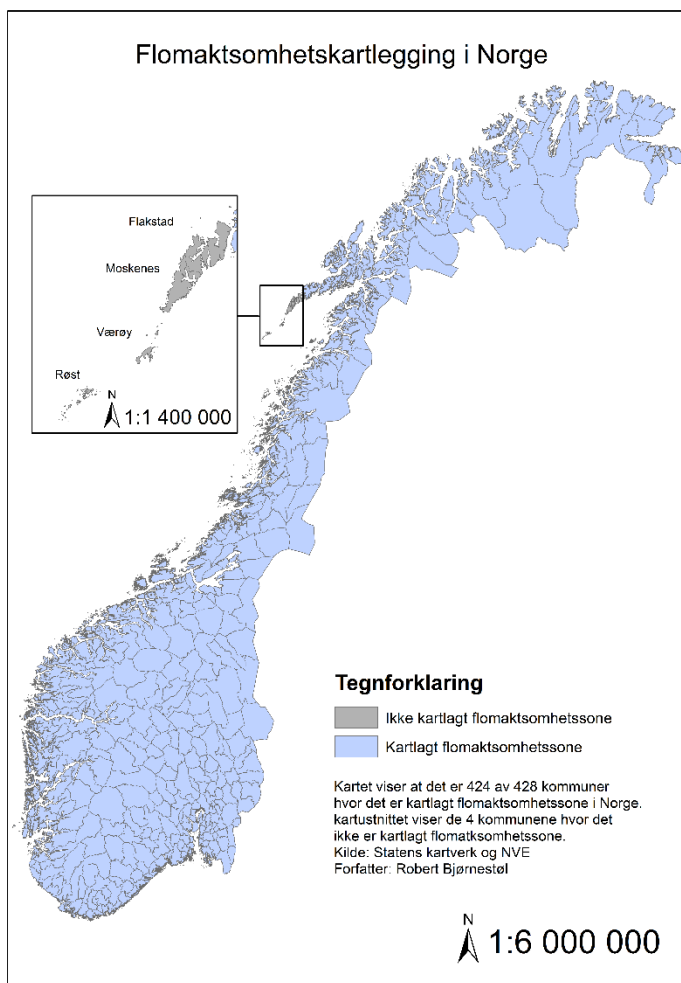 Flomaktsomhetskartlegging i Norge
Flakstad
Moskenes
Værøy
Røst
N
1:1 400 000
Tegnforklaring
Ikke kartlagt flomaktsomhetssone
Kartlagt flomaktsomhetssone
Kartet viser at det er 424 av 428 kommuner
hvor det er kartlagt flomaktsomhetssone i Norge.
kartustnittet viser de 4 kommunene hvor det
ikke er kartlagt flomatksomhetssone.
Kilde: Statens kartverk og NVE
Forfatter: Robert Bjørnestøl
N
1:6 000 000